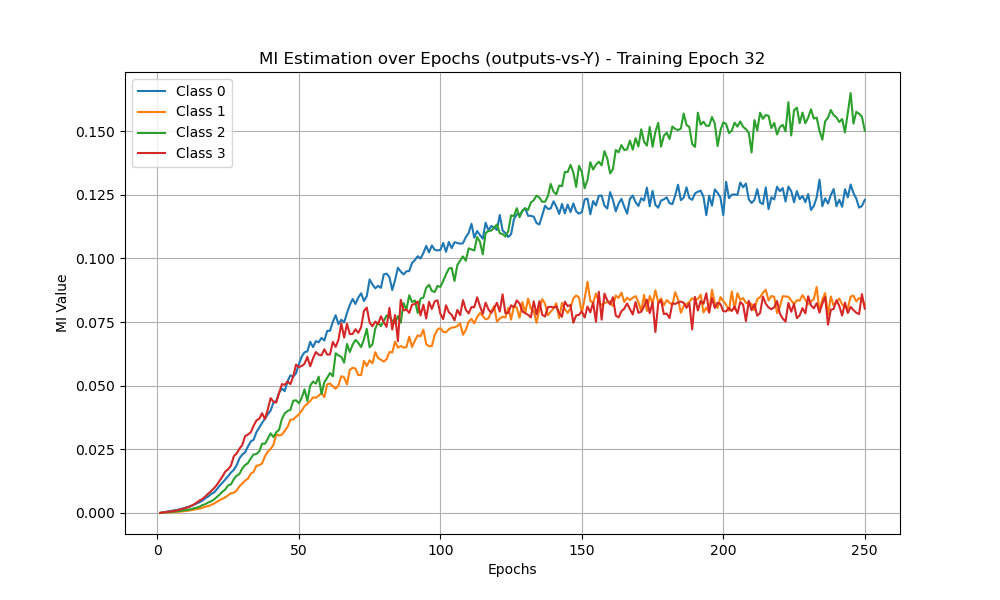 MI Estimation over Epochs (outputs-vs-Y) - Training Epoch 32
Class 0
Class 1
Class 2
Class 3
0.150
0.125
0.100
0.075
0.050
0.025
0.000
MI Value
0 50 100 150 200 250
Epochs